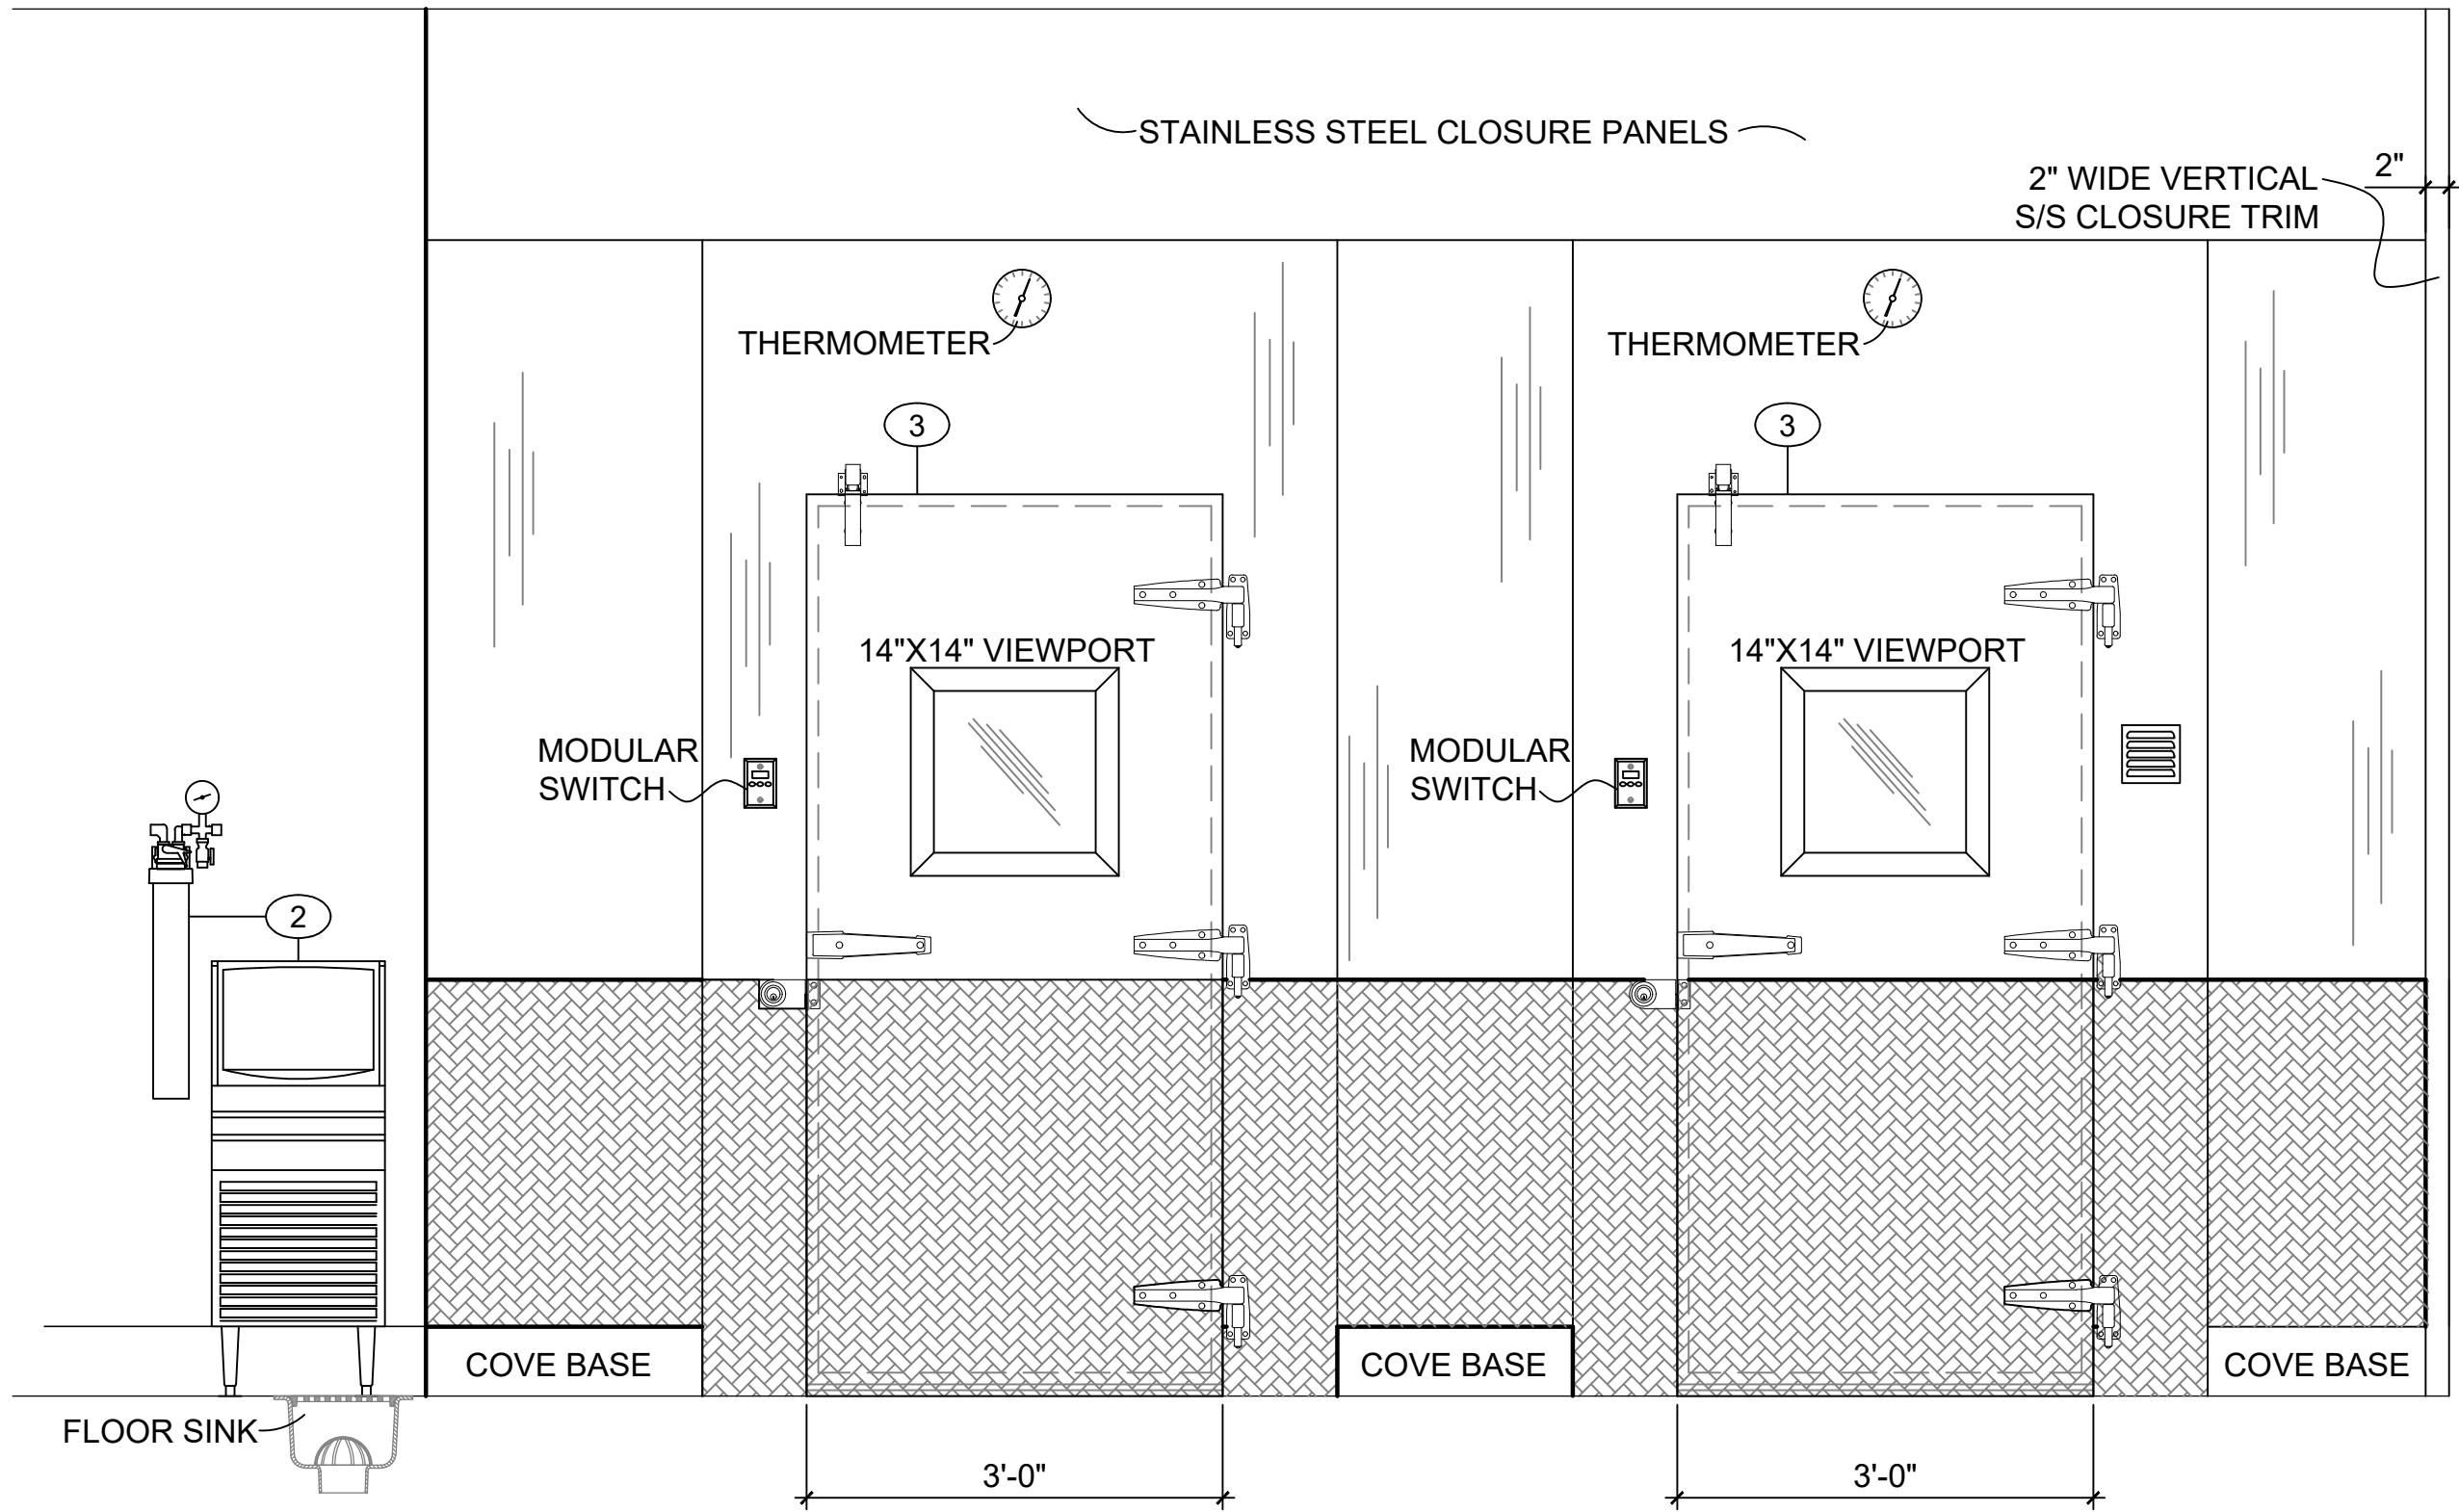 STAINLESS STEEL CLOSURE PANELS
2"
2" WIDE VERTICAL
S/S CLOSURE TRIM
THERMOMETER
THERMOMETER
3
3
14"X14" VIEWPORT
14"X14" VIEWPORT
MODULAR
SWITCH
MODULAR
SWITCH
2
COVE BASE
COVE BASE
COVE BASE
FLOOR SINK
3'-0"
3'-0"